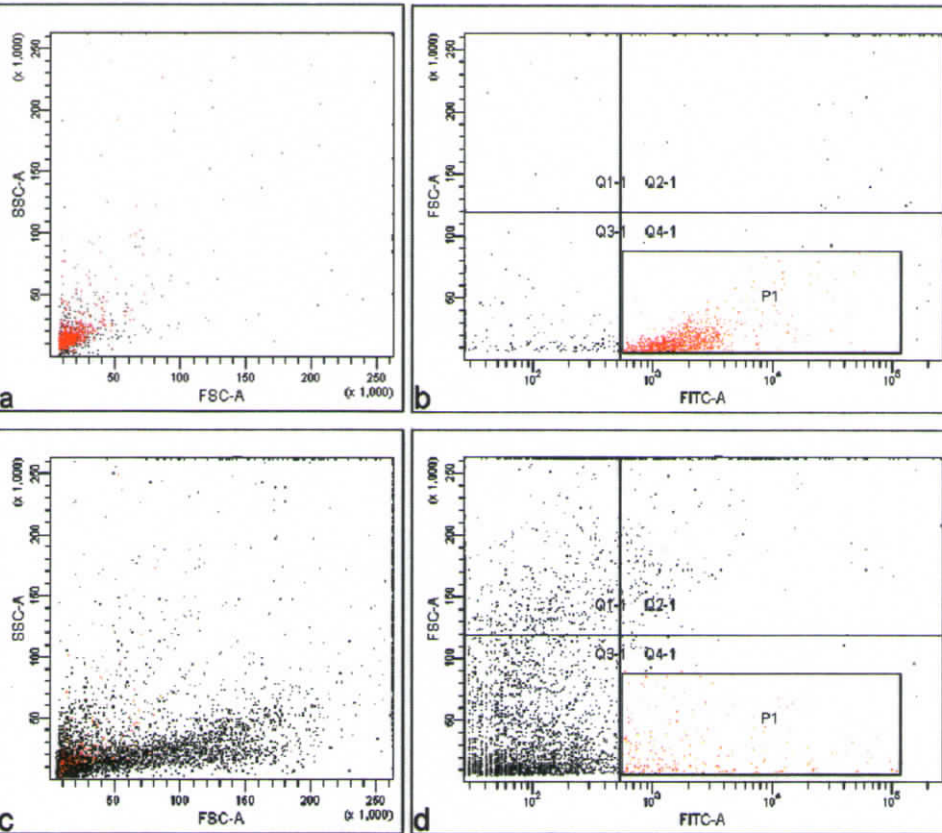 (x 1,000)
250
200
150
100
50
SSC-A
50 100 150 200 250
FSC-A
(x 1,000)
a
(x 1,000)
250
200
150
100
50
FSC-A
Q1-1 Q2-1
Q3-1 Q4-1
P1
10² 10³ 10⁴ 10⁵
FITC-A
b
(x 1,000)
250
200
150
100
50
SSC-A
50 100 150 200 250
FSC-A
(x 1,000)
c
(x 1,000)
250
200
150
100
50
FSC-A
Q1-1 Q2-1
Q3-1 Q4-1
P1
10² 10³ 10⁴ 10⁵
FITC-A
d